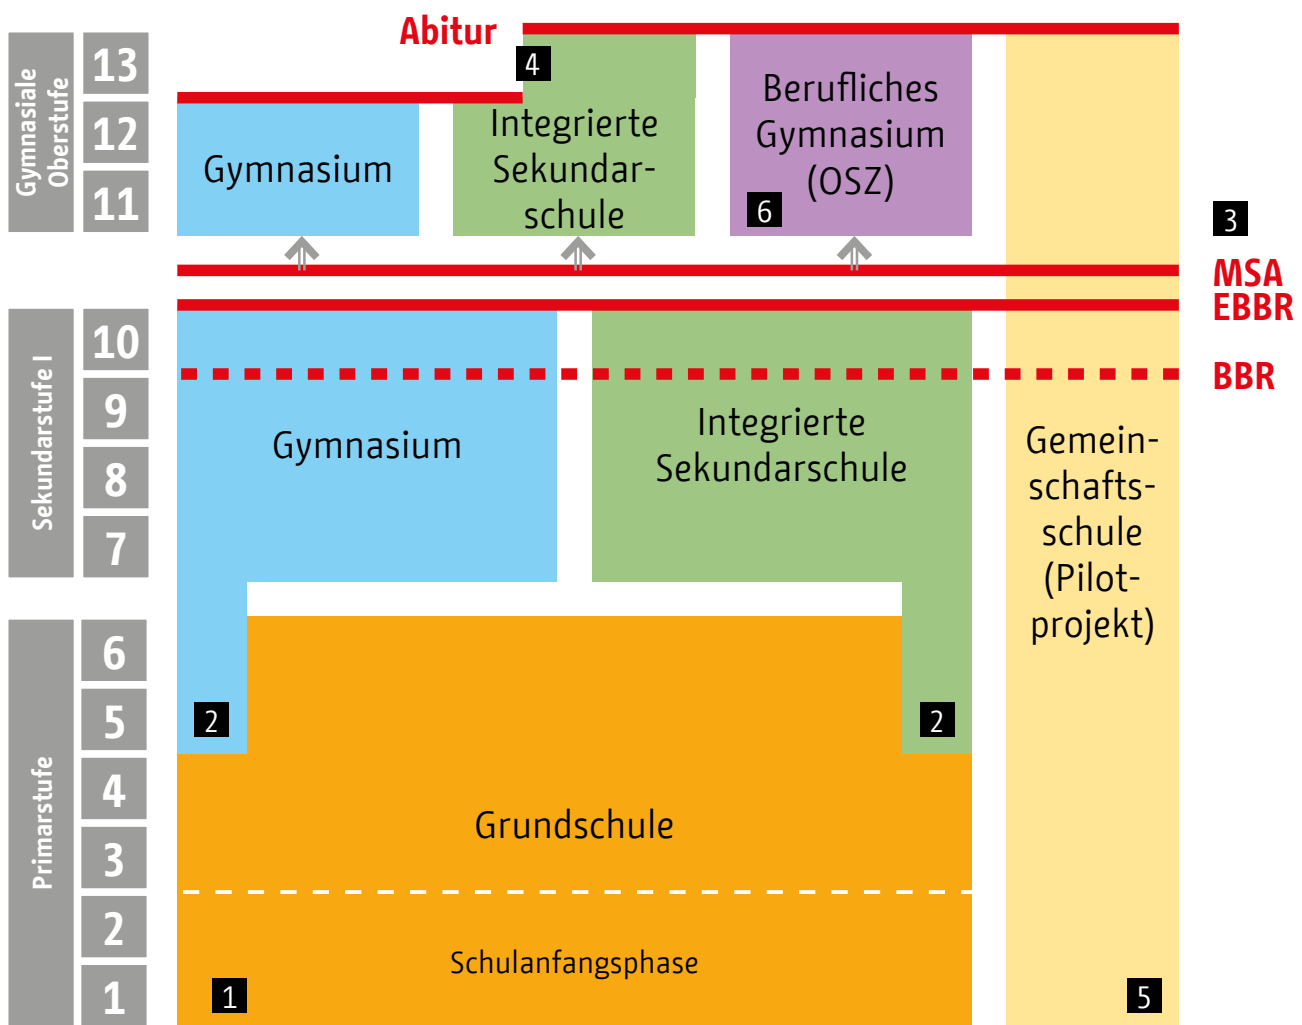 Abitur
Gymnasiale
Oberstufe
13
12
11
4
Gymnasium
Integrierte
Sekundar-
schule
Berufliches
Gymnasium
(OSZ)
6
3
MSA
EBBR
BBR
Sekundarstufe I
10
9
8
7
Gymnasium
Integrierte
Sekundarschule
Gemein-
schafts-
schule
(Pilot-
projekt)
Primarstufe
6
5
4
3
2
1
2
2
Grundschule
Schulanfangsphase
1
5